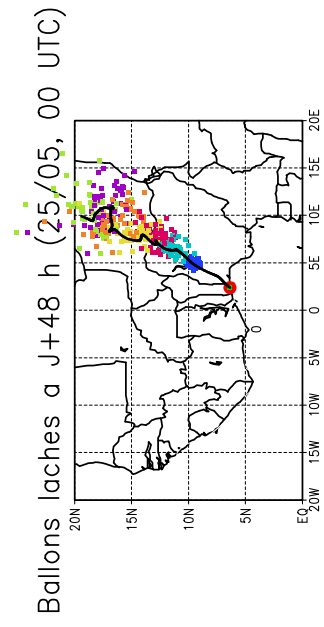 Ballons laches a J+48 h (25/05, 00 UTC)
20N
15N
10N
5N
EQ
20W 15W 10W 5W 0 5E 10E 15E 20E
0